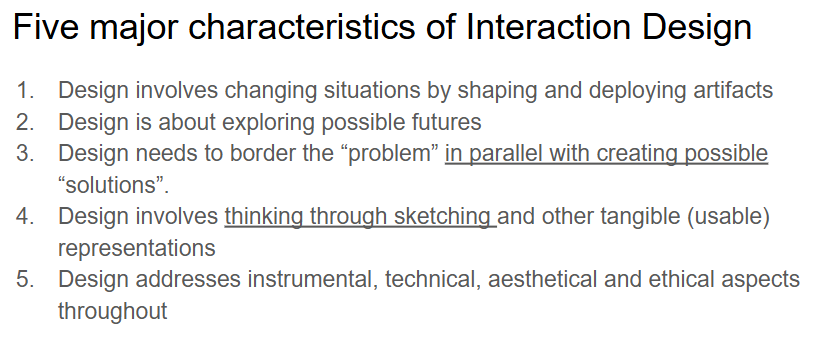 Five major characteristics of Interaction Design
1. Design involves changing situations by shaping and deploying artifacts
2. Design is about exploring possible futures
3. Design needs to border the “problem” in parallel with creating possible
“solutions”.
4. Design involves thinking through sketching and other tangible (usable)
representations
5. Design addresses instrumental, technical, aesthetical and ethical aspects
throughout